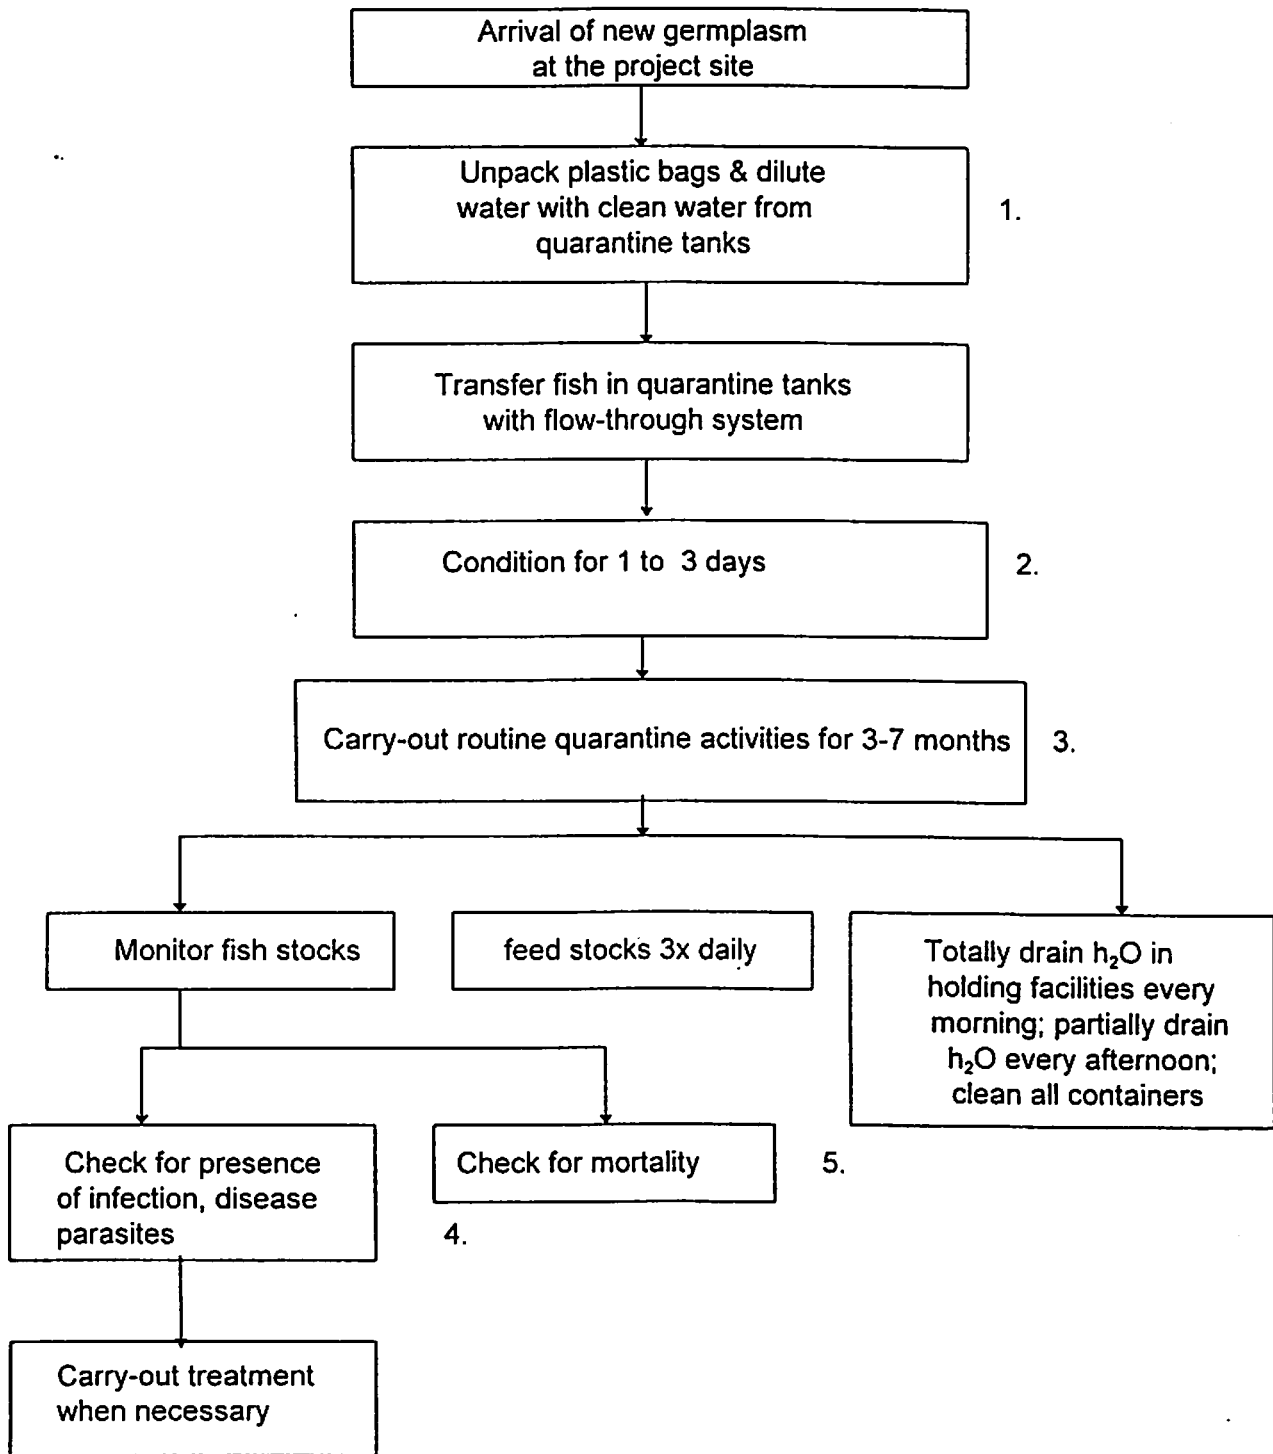 Arrival of new germplasm
at the project site
Unpack plastic bags & dilute
water with clean water from
quarantine tanks
1.
Transfer fish in quarantine tanks
with flow-through system
Condition for 1 to 3 days
2.
Carry-out routine quarantine activities for 3-7 months
3.
Monitor fish stocks
feed stocks 3x daily
Totally drain h₂O in
holding facilities every
morning; partially drain
h₂O every afternoon;
clean all containers
Check for presence
of infection, disease
parasites
4.
Check for mortality
5.
Carry-out treatment
when necessary